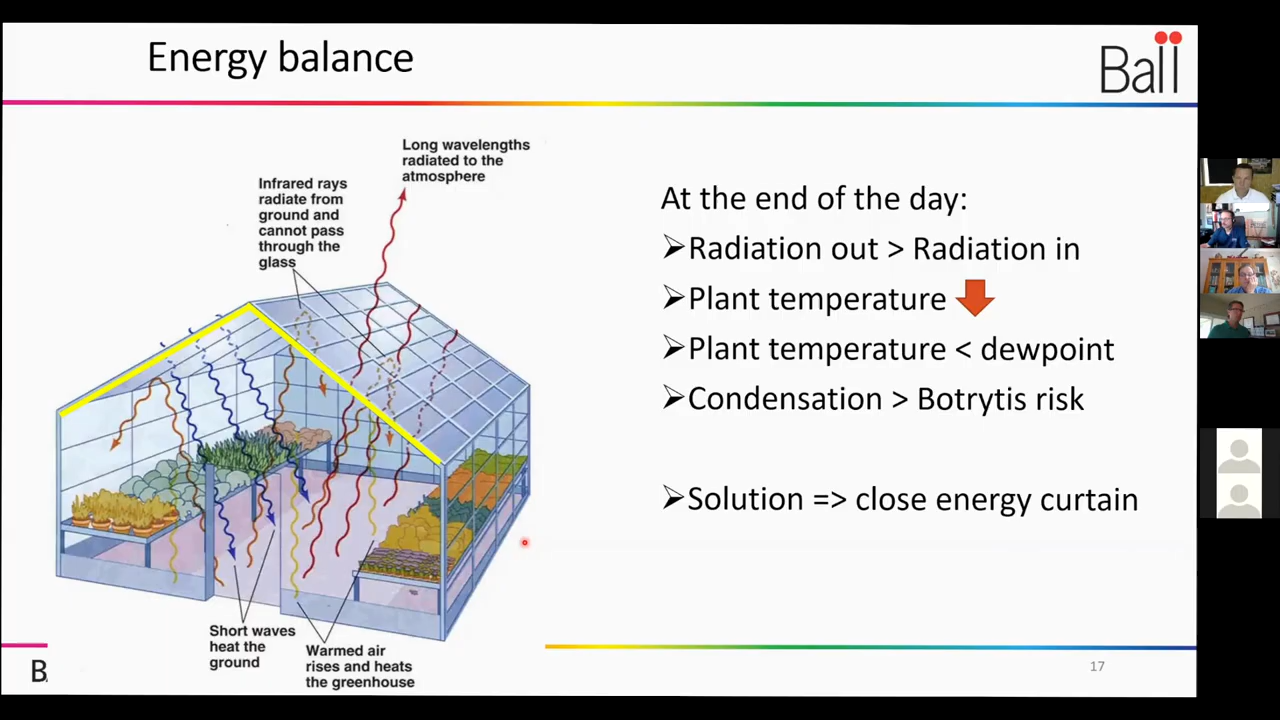 Energy balance
Ball
Long wavelengths
radiated to the
atmosphere
Infrared rays
radiate from
ground and
cannot pass
through the
glass
At the end of the day:
➢Radiation out > Radiation in
➢Plant temperature
➢Plant temperature < dewpoint
➢Condensation > Botrytis risk
➢Solution => close energy curtain
Short waves
heat the
ground
Warmed air
rises and heats
the greenhouse
B
17